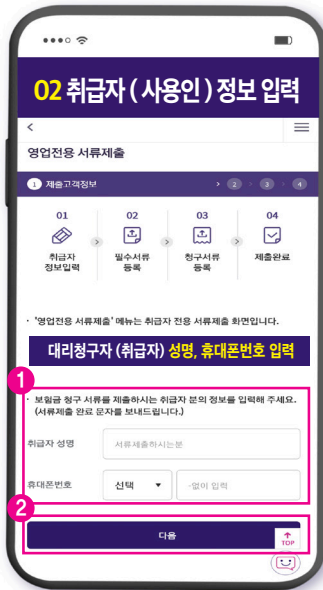 02 취급자 ( 사용인 ) 정보 입력
<
영업전용 서류제출
1 제출고객정보 > 2 > 3 > 4
01 02 03 04
취급자 정보입력 > 필수서류 등록 > 청구서류 등록 > 제출완료
· '영업전용 서류제출' 메뉴는 취급자 전용 서류제출 화면입니다.
대리청구자 (취급자) 성명, 휴대폰번호 입력
1
· 보험금 청구 서류를 제출하시는 취급자 분의 정보를 입력해 주세요.
(서류제출 완료 문자를 보내드립니다.)
취급자 성명 서류제출하시는분
휴대폰번호 선택 ▼ -없이 입력
2
다음
TOP